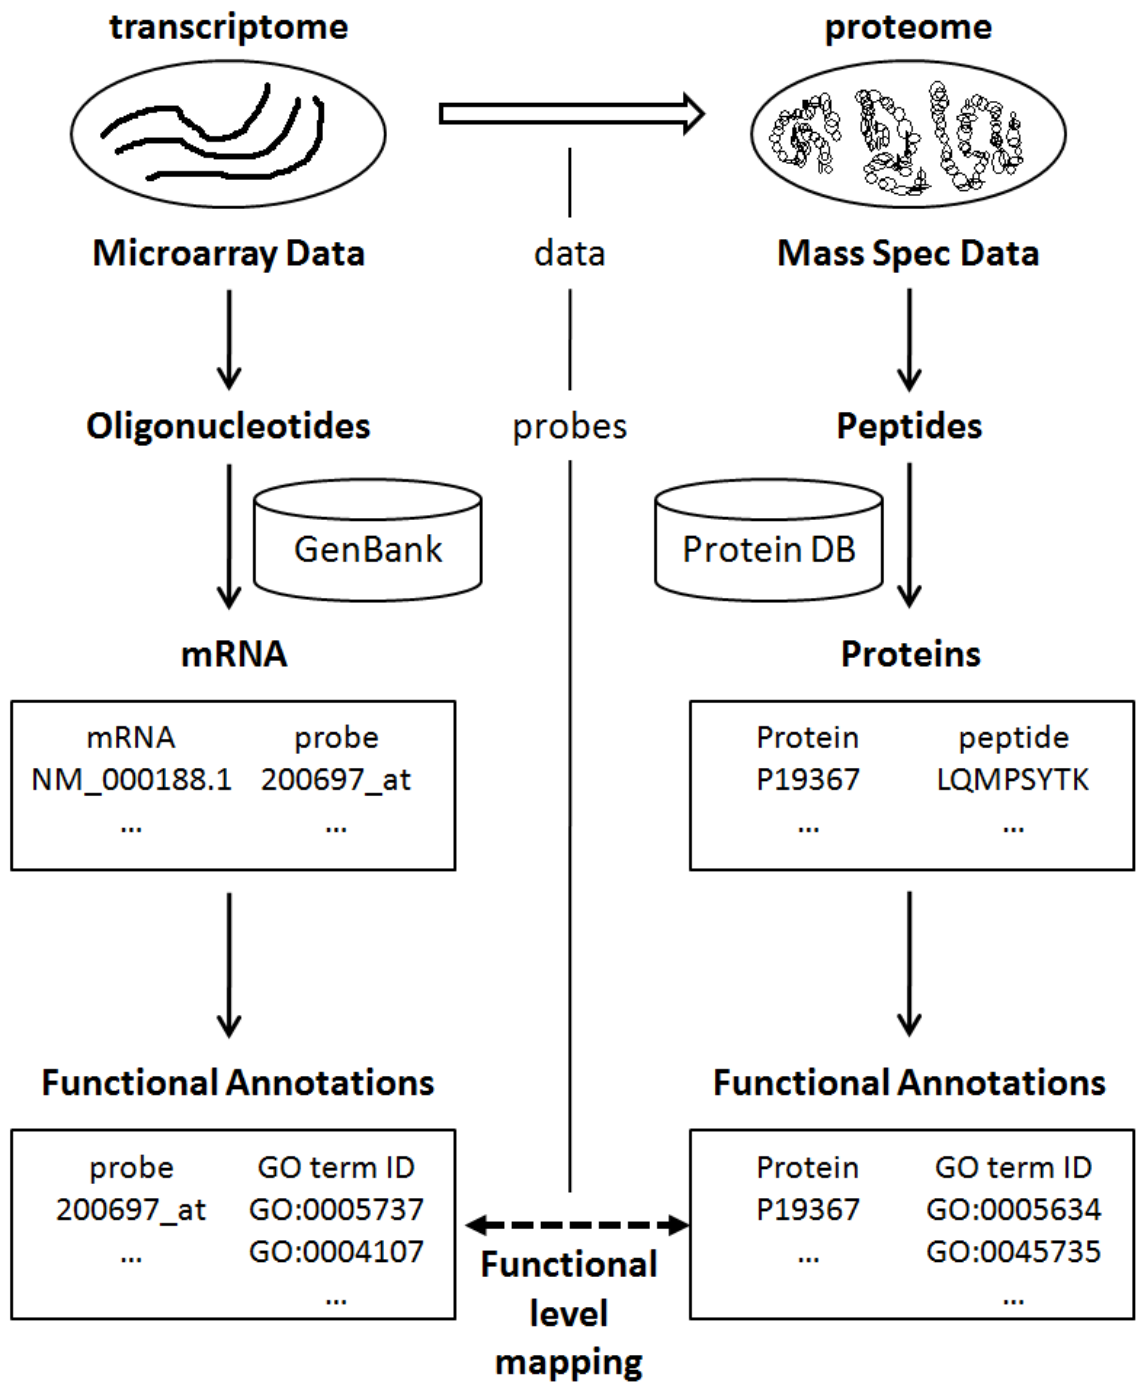 transcriptome
proteome
Microarray Data
data
Mass Spec Data
Oligonucleotides
probes
Peptides
GenBank
Protein DB
mRNA
Proteins
mRNA probe
NM_000188.1 200697_at
... ...
Protein peptide
P19367 LQMPSYTK
... ...
Functional Annotations
Functional Annotations
probe GO term ID
200697_at GO:0005737
... GO:0004107
...
Protein GO term ID
P19367 GO:0005634
... GO:0045735
...
Functional
level
mapping